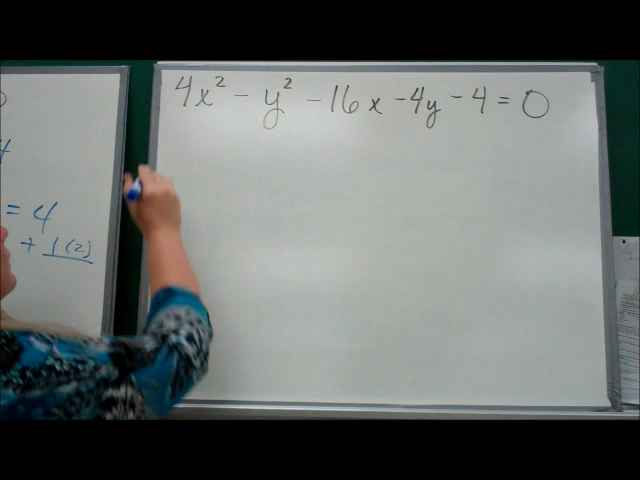 4x² - y² - 16x - 4y - 4 = 0
= 4
+ 1(2)